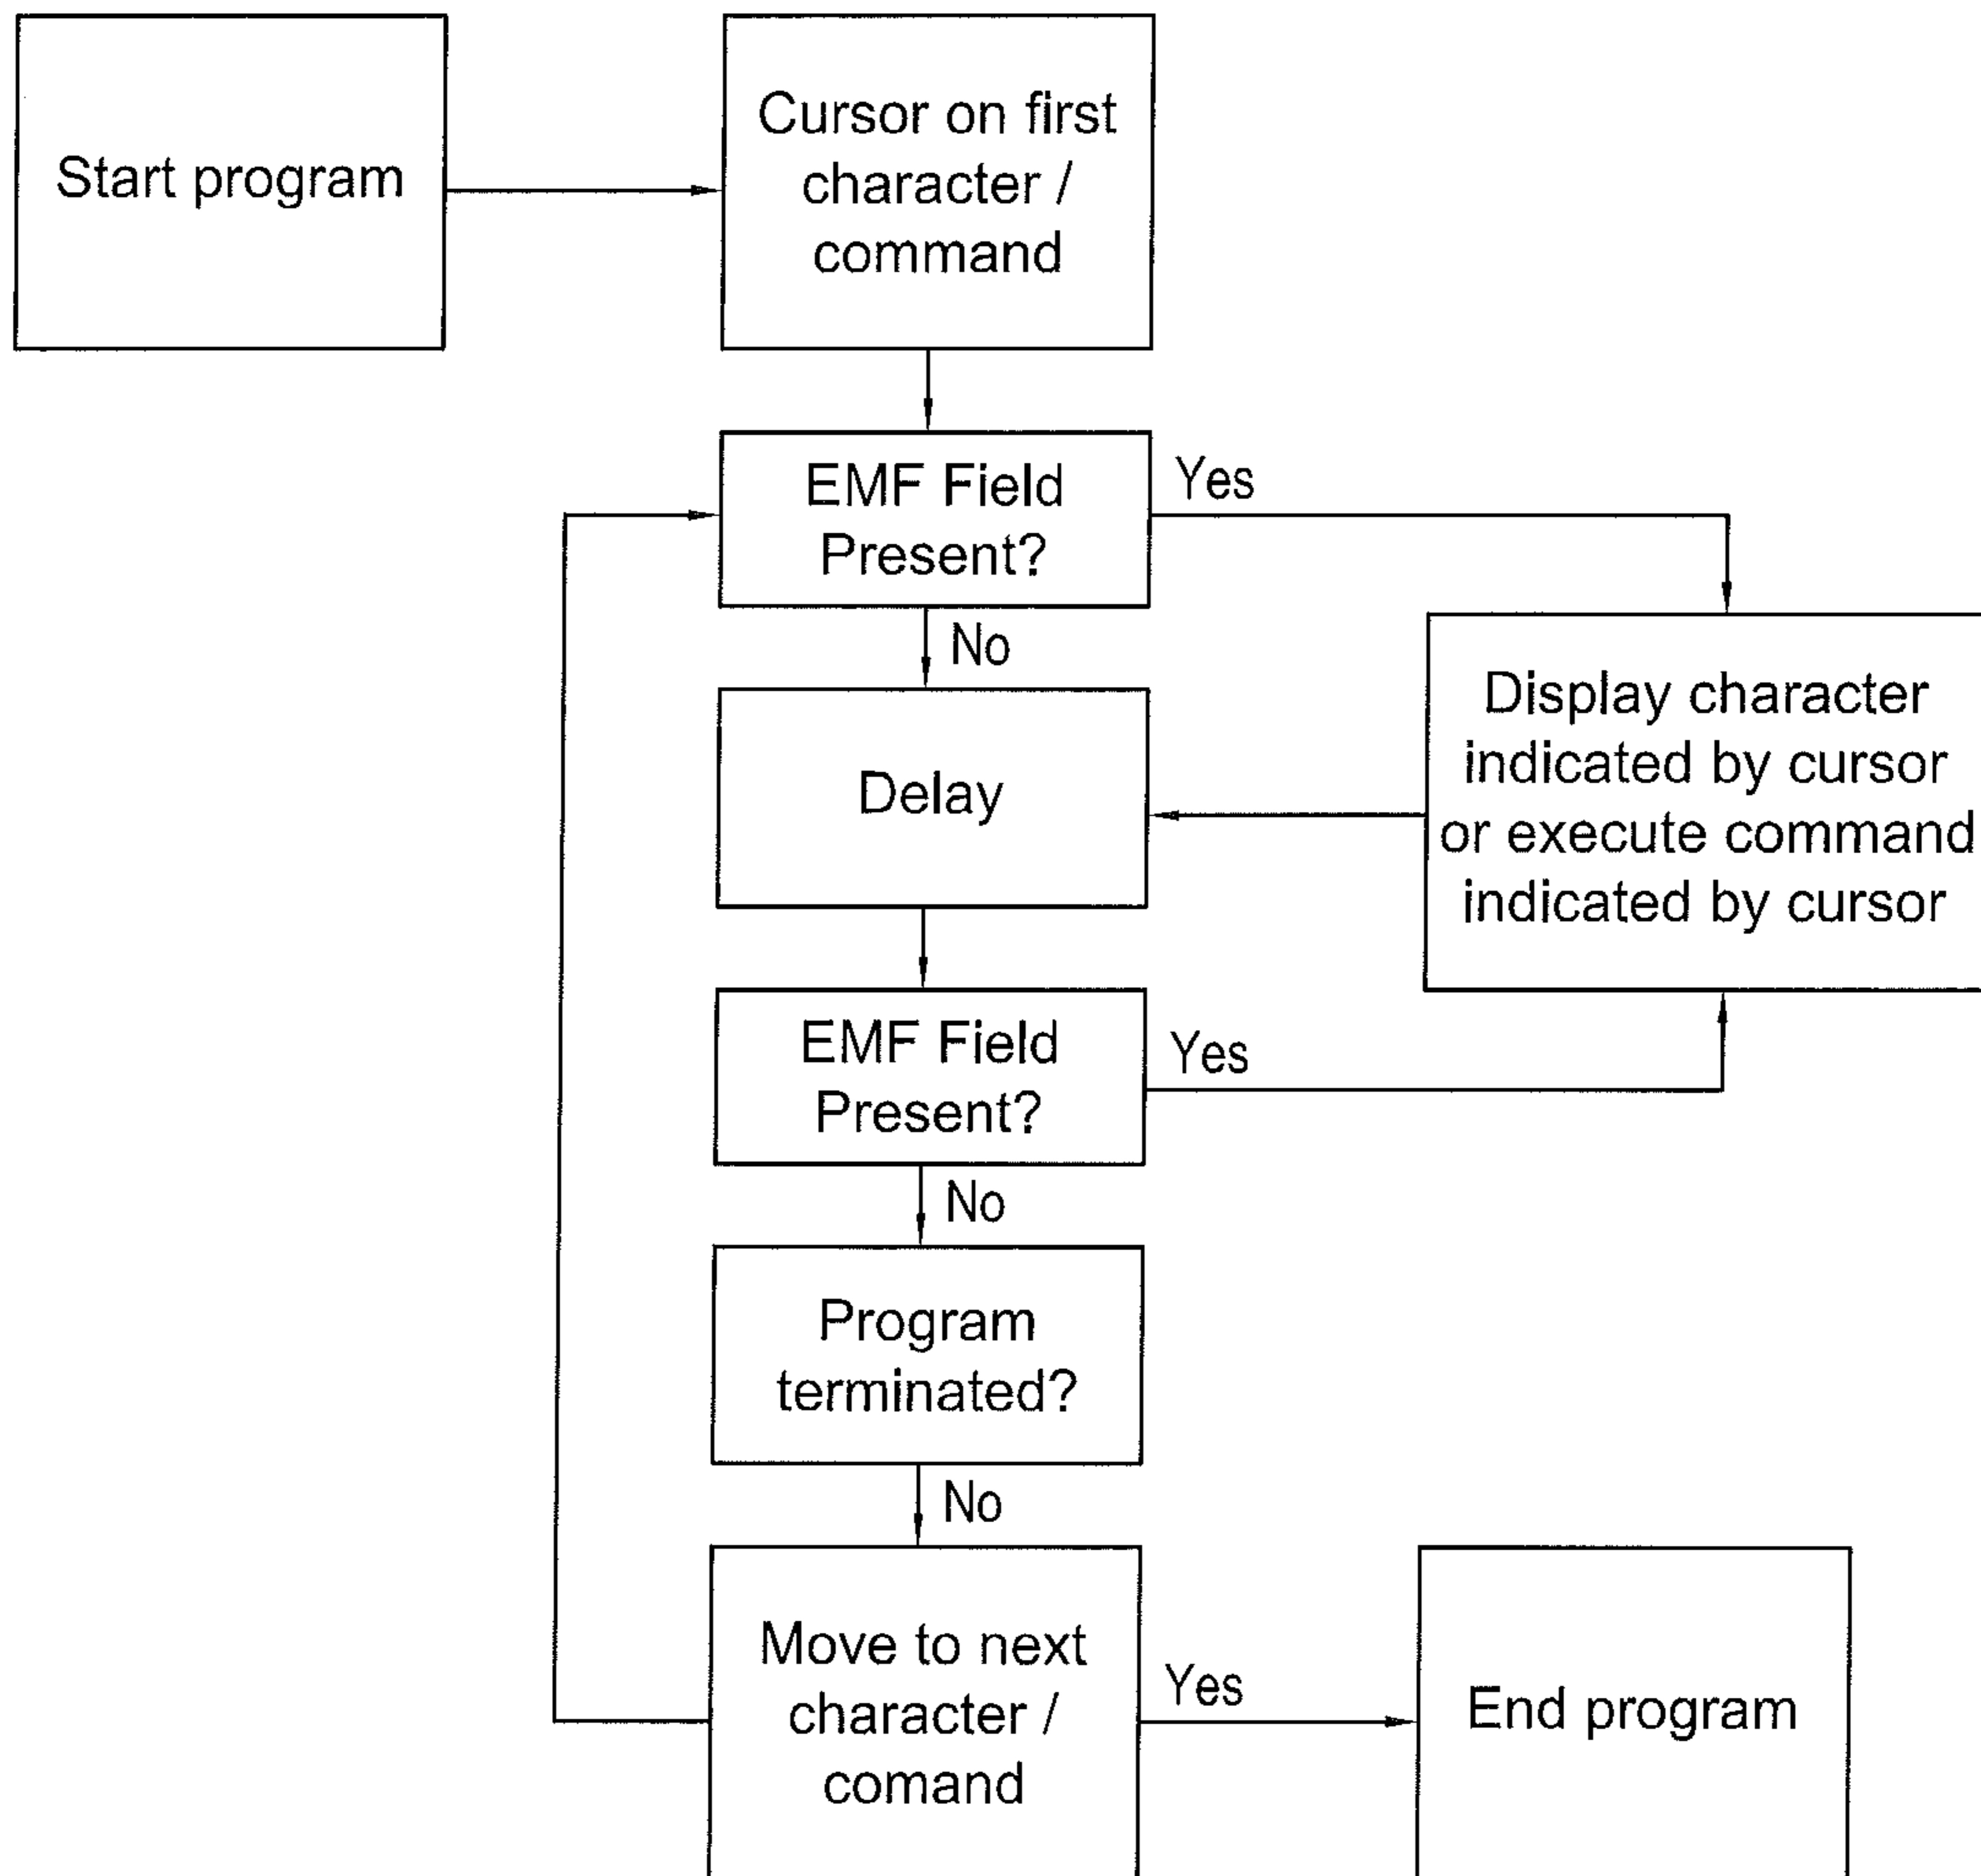 Start program
Cursor on first
character /
command
EMF Field
Present?
Yes
No
Display character
indicated by cursor
or execute command
indicated by cursor
Delay
EMF Field
Present?
Yes
No
Program
terminated?
No
Move to next
character /
comand
Yes
End program